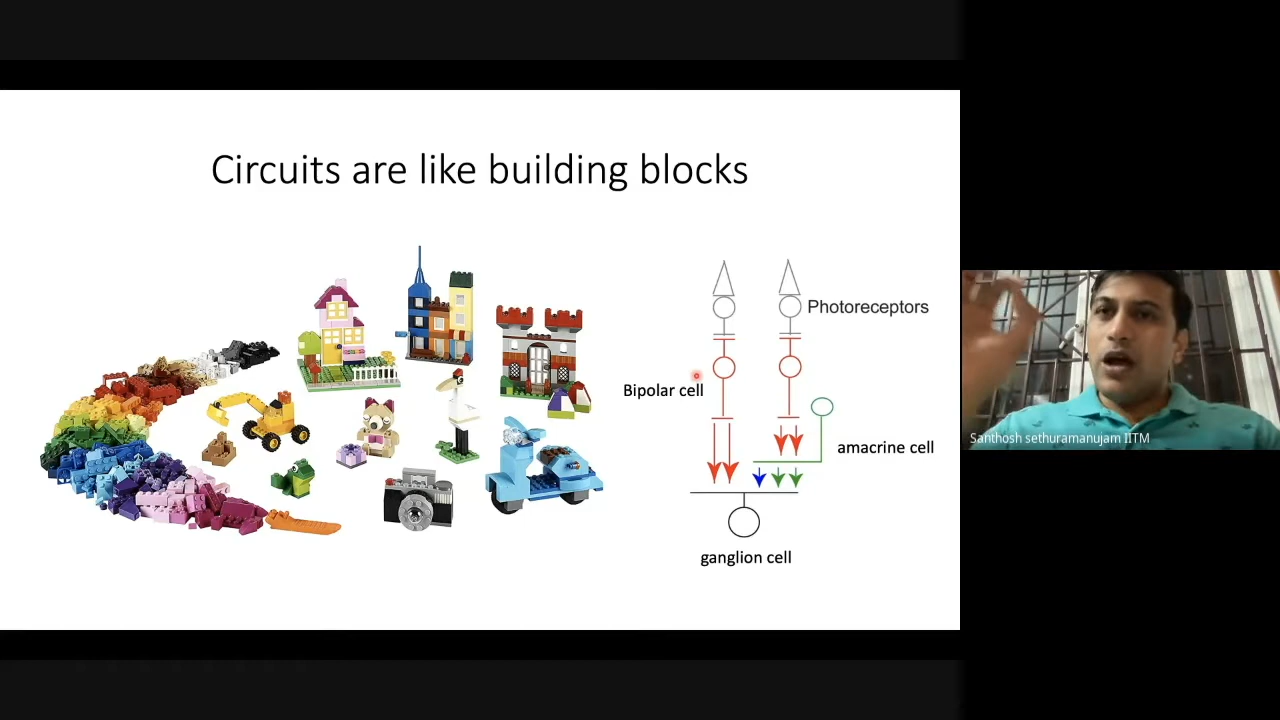 Circuits are like building blocks
Photoreceptors
Bipolar cell
amacrine cell
ganglion cell
Santhosh sethuramanujam IITM